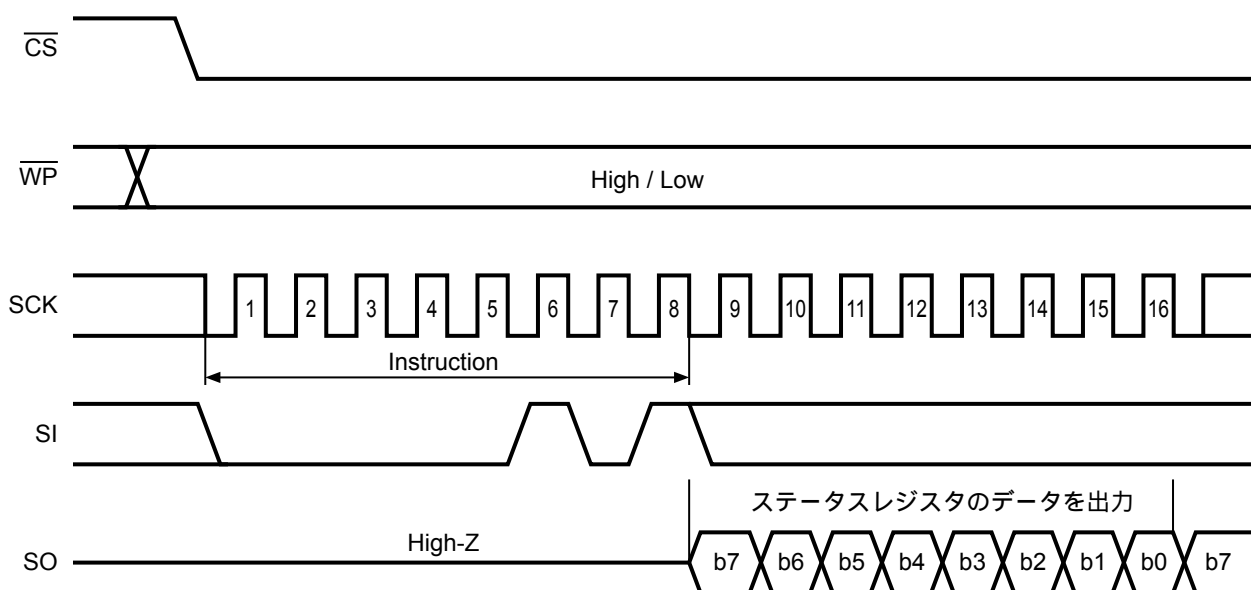 CS
WP
High / Low
SCK
1 2 3 4 5 6 7 8 9 10 11 12 13 14 15 16
Instruction
SI
ステータスレジスタのデータを出力
SO
High-Z
b7 b6 b5 b4 b3 b2 b1 b0 b7